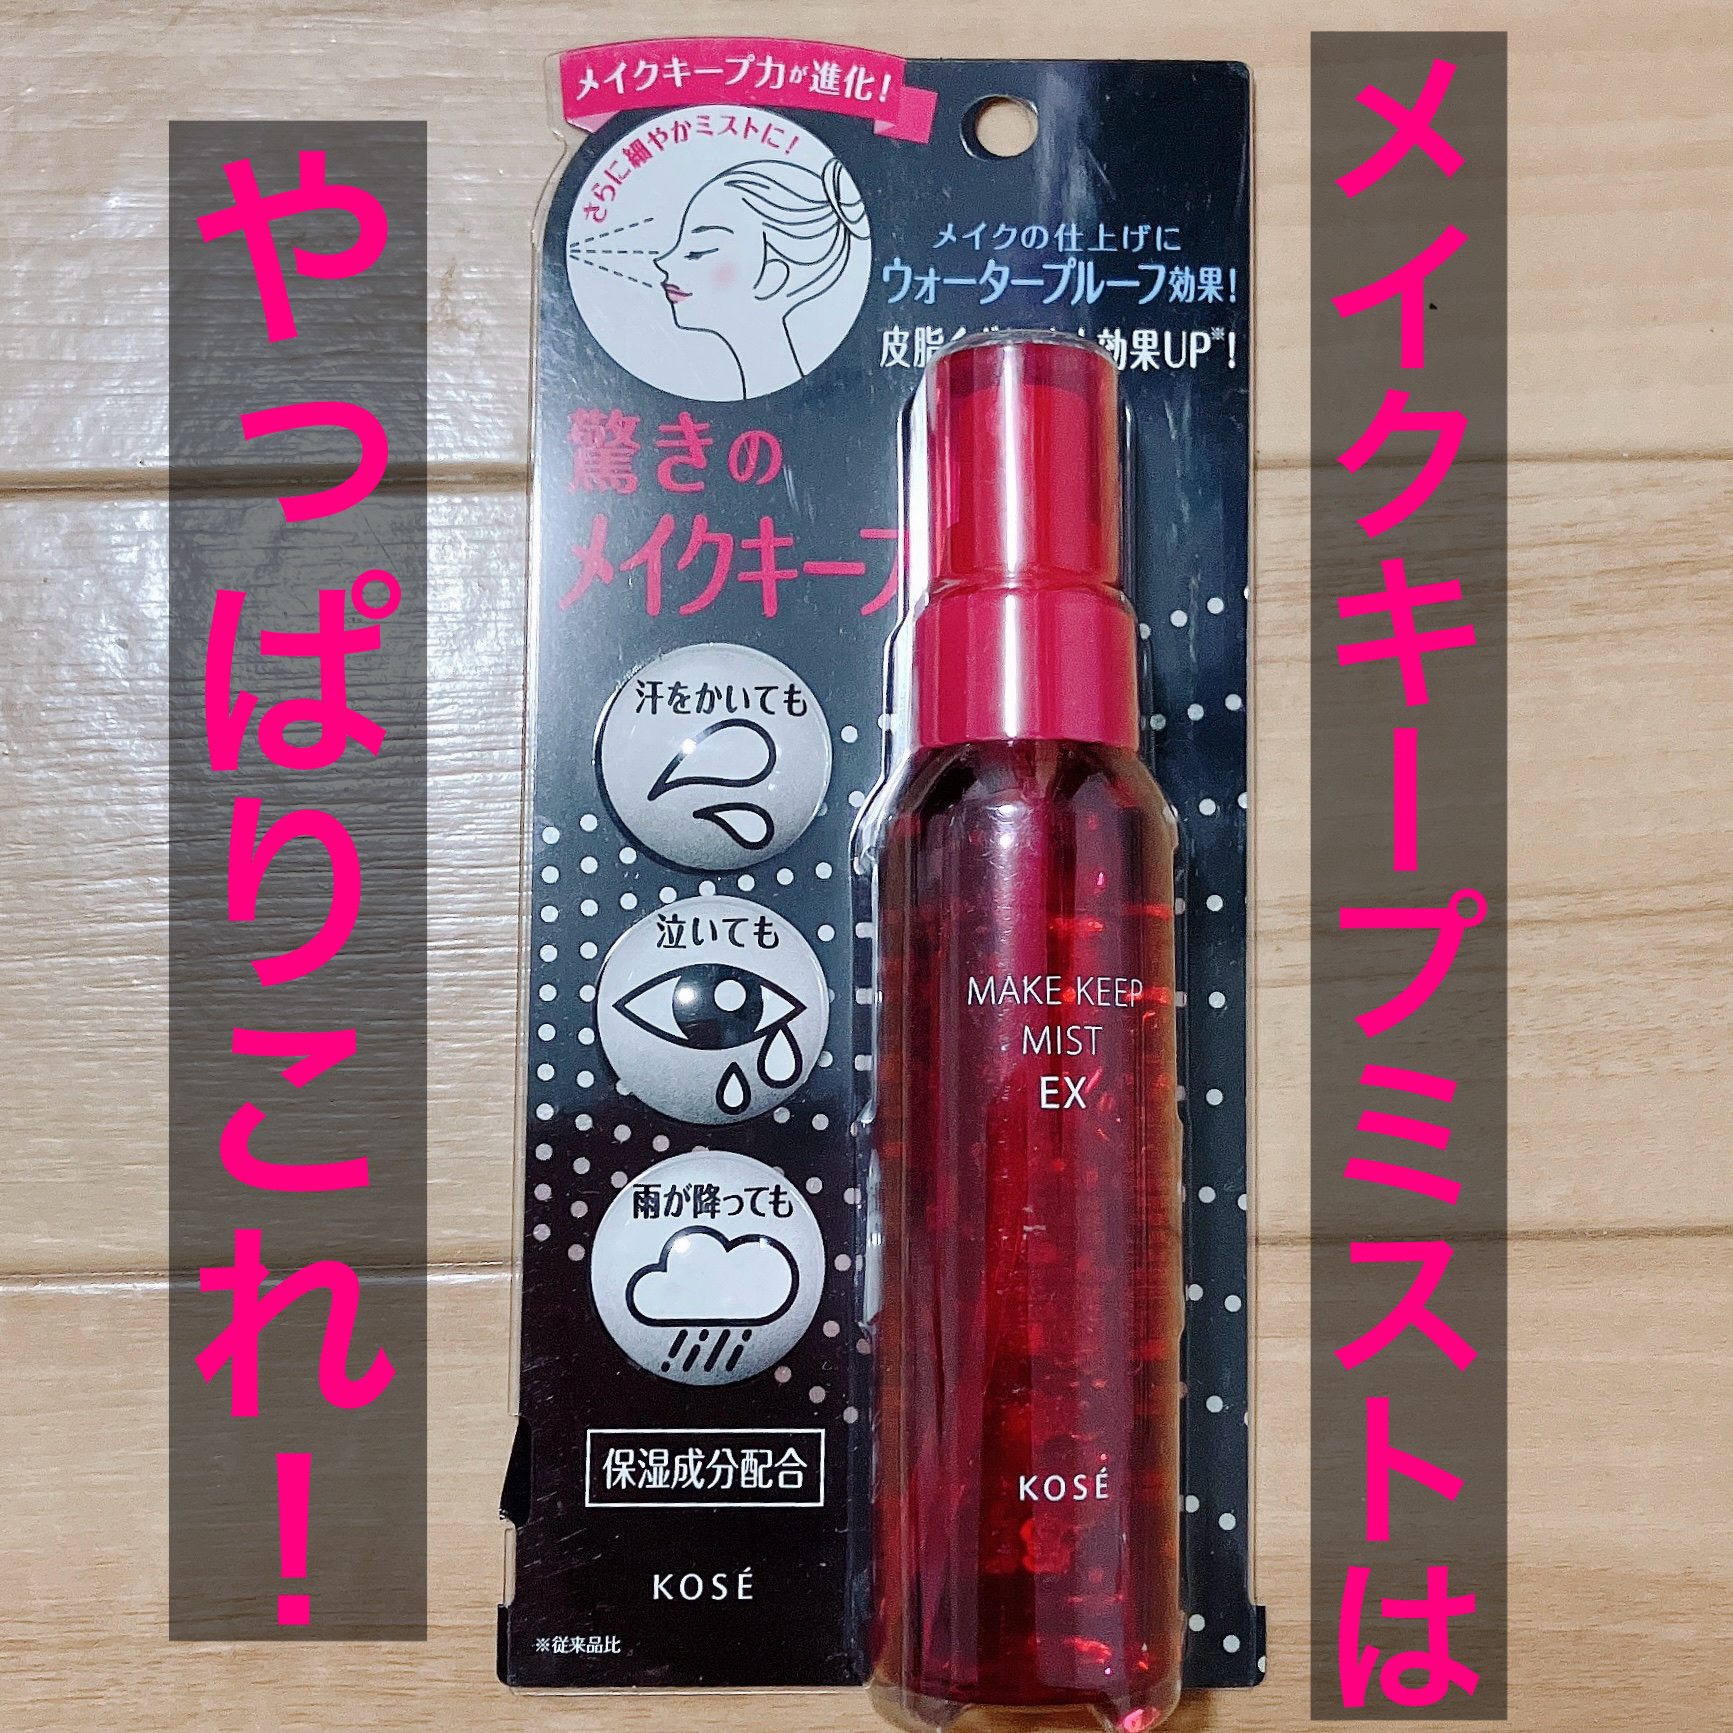 メイクキープミストは
やっぱりこれ！
メイクキープ力が進化！
さらに細やかミストに！
メイクの仕上げに
ウォータープルーフ効果！
皮脂 効果UP※！
驚きの
メイクキープ
汗をかいても
泣いても
雨が降っても
保湿成分配合
KOSÉ
※従来品比
MAKE KEEP
MIST
EX
KOSÉ